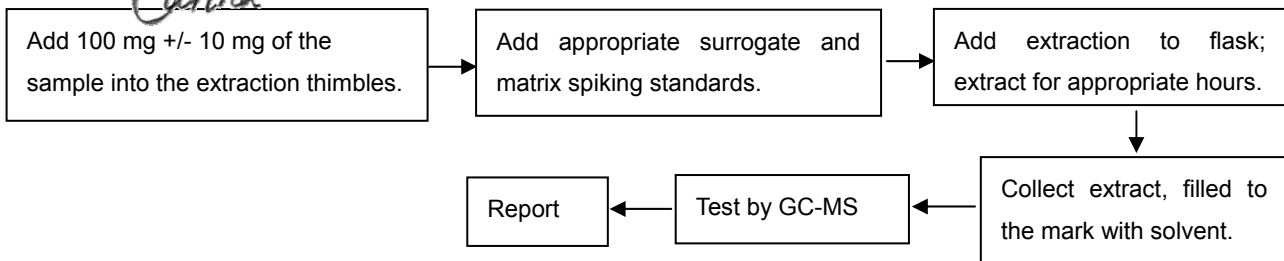 Add 100 mg +/- 10 mg of the
sample into the extraction thimbles.
Add appropriate surrogate and
matrix spiking standards.
Add extraction to flask;
extract for appropriate hours.
Collect extract, filled to
the mark with solvent.
Test by GC-MS
Report